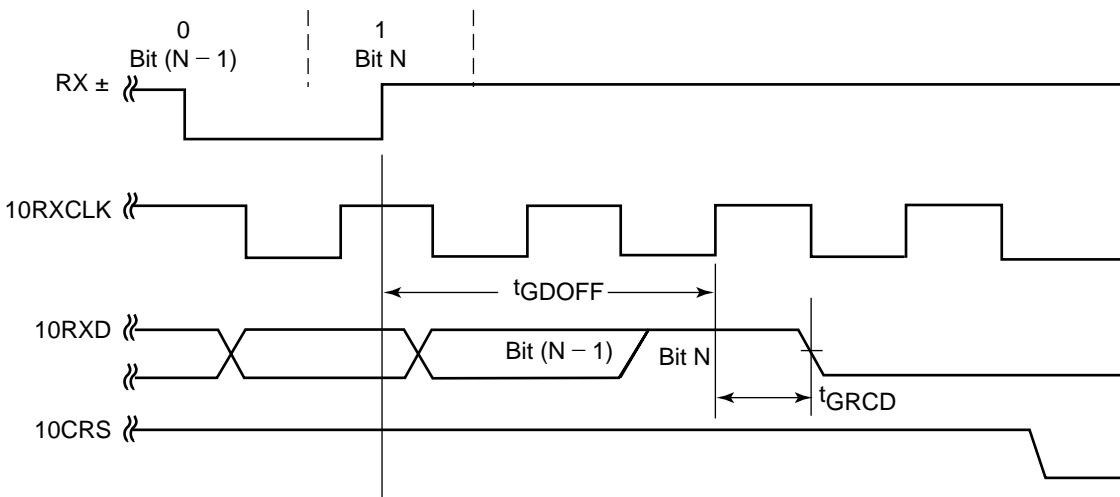 0 1
Bit (N − 1) Bit N
RX ±
10RXCLK
tGDOFF
10RXD
Bit (N − 1) Bit N
tGRCD
10CRS